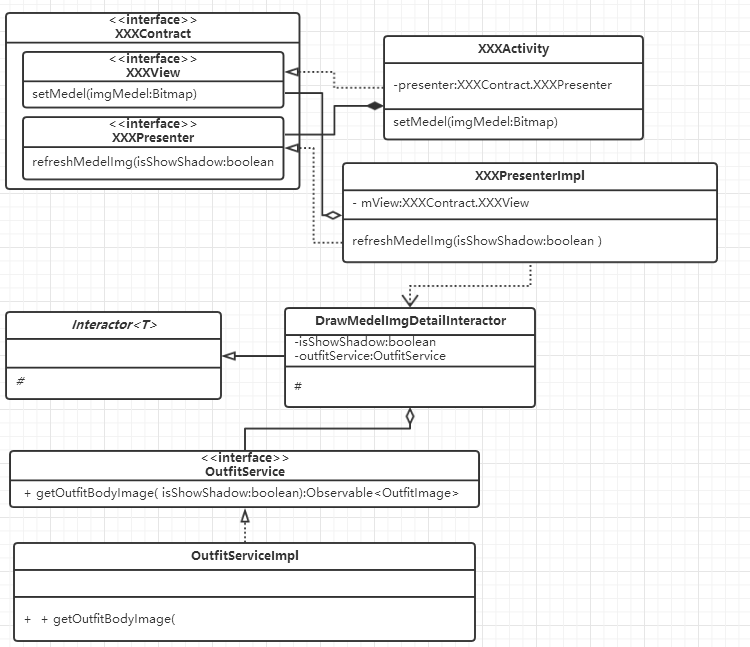 <<interface>>
XXXContract
<<interface>>
XXXView
setMedel(imgMedel:Bitmap)
<<interface>>
XXXPresenter
refreshMedelImg(isShowShadow:boolean
XXXActivity
-presenter:XXXContract.XXXPresenter
setMedel(imgMedel:Bitmap)
XXXPresenterImpl
- mView:XXXContract.XXXView
refreshMedelImg(isShowShadow:boolean )
Interactor<T>
#
DrawMedelImgDetailInteractor
-isShowShadow:boolean
-outfitService:OutfitService
#
<<interface>>
OutfitService
+ getOutfitBodyImage( isShowShadow:boolean):Observable<OutfitImage>
OutfitServiceImpl
+ + getOutfitBodyImage(